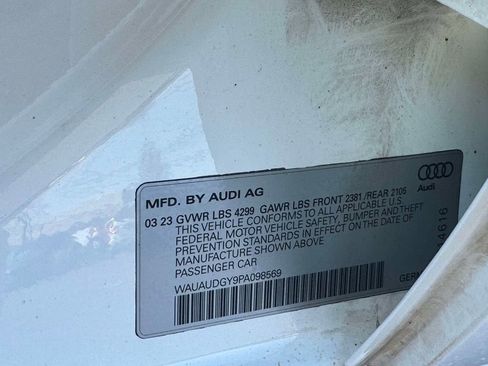 MFD. BY AUDI AG
Audi
03 23 GVWR LBS 4299 GAWR LBS FRONT 2381 /REAR 2105
THIS VEHICLE CONFORMS TO ALL APPLICABLE U.S.
FEDERAL MOTOR VEHICLE SAFETY, BUMPER AND THEFT
PREVENTION STANDARDS IN EFFECT ON THE DATE OF
MANUFACTURE SHOWN ABOVE
PASSENGER CAR
WAUAUDGY9PA098569